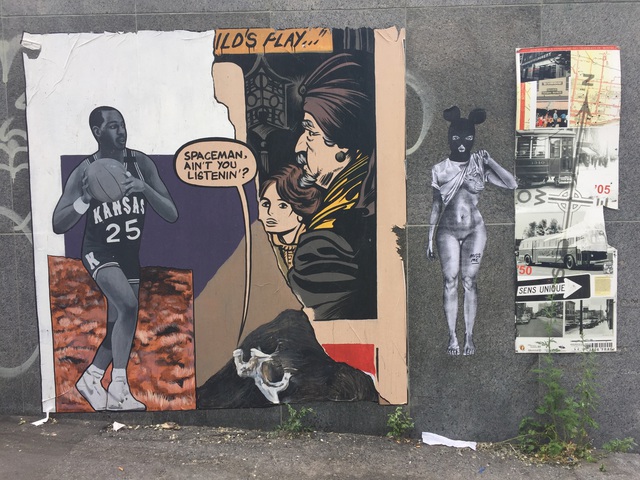 ILD'S PLAY..."
SPACEMAN,
AIN'T YOU
LISTENIN'?
KANSAS
25
K
N
'05
O
'50
SENS UNIQUE